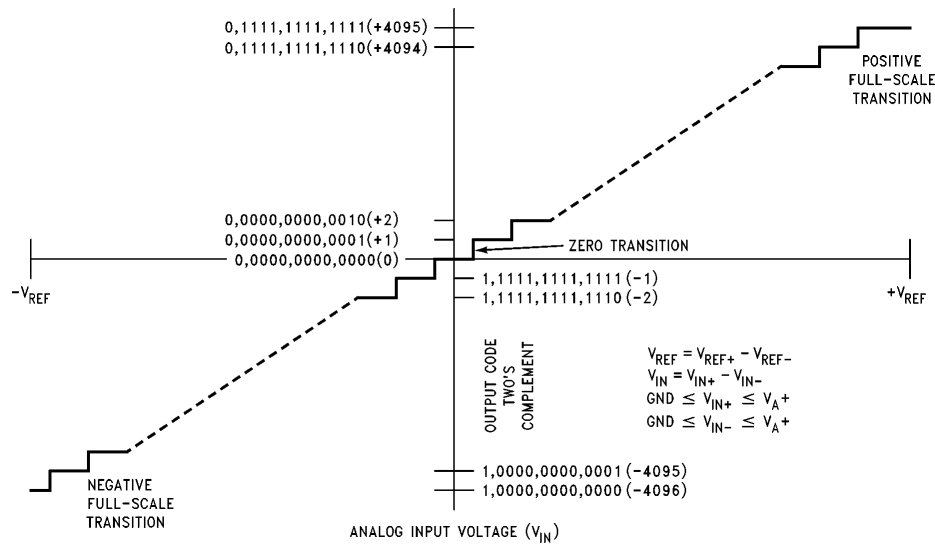 0,1111,1111,1111(+4095)
0,1111,1111,1110(+4094)
POSITIVE
FULL-SCALE
TRANSITION
0,0000,0000,0010(+2)
0,0000,0000,0001(+1)
ZERO TRANSITION
0,0000,0000,0000(0)
1,1111,1111,1111(-1)
1,1111,1111,1110(-2)
-VREF
+VREF
OUTPUT CODE
TWO'S
COMPLEMENT
VREF = VREF+ - VREF-
VIN = VIN+ - VIN-
GND ≤ VIN+ ≤ VA+
GND ≤ VIN- ≤ VA+
1,0000,0000,0001(-4095)
1,0000,0000,0000(-4096)
NEGATIVE
FULL-SCALE
TRANSITION
ANALOG INPUT VOLTAGE (VIN)